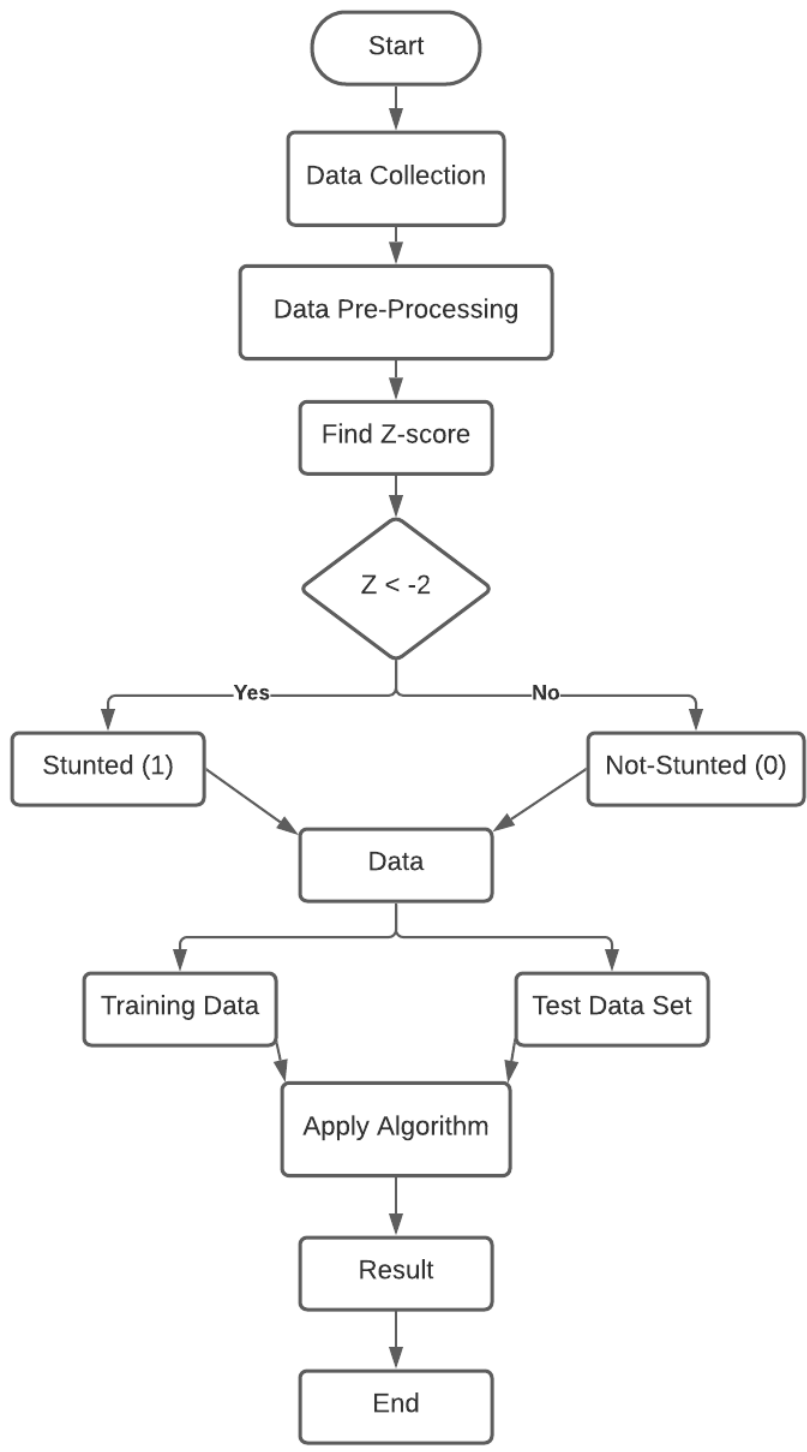 Start
Data Collection
Data Pre-Processing
Find Z-score
Z < -2
Yes
No
Stunted (1)
Not-Stunted (0)
Data
Training Data
Test Data Set
Apply Algorithm
Result
End